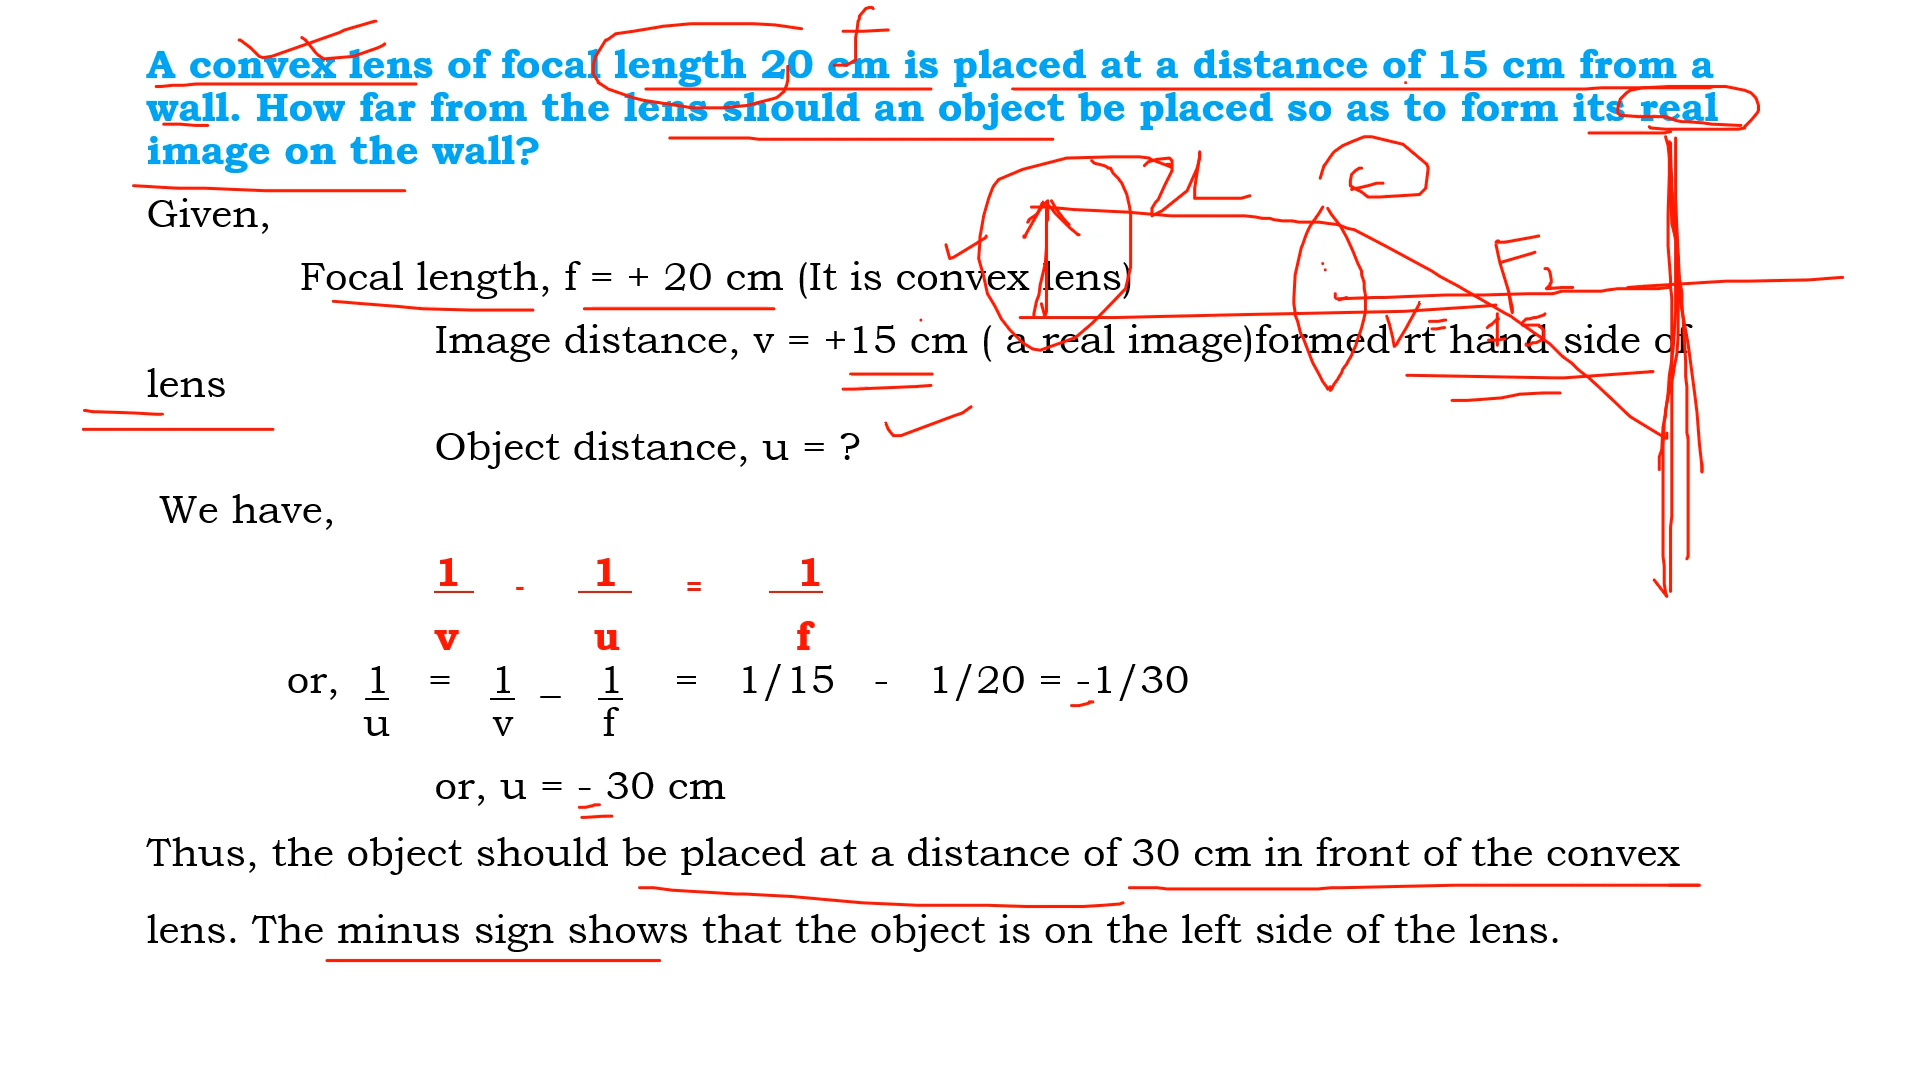 A convex lens of focal length 20 cm is placed at a distance of 15 cm from a
wall. How far from the lens should an object be placed so as to form its real
image on the wall?
f
Given,
Focal length, f = + 20 cm (It is convex lens)
F2
Image distance, v = +15 cm ( a real image)formed rt hand side of
lens
Object distance, u = ?
We have,
1 - 1 = 1
v u f
or, 1 = 1 – 1 = 1/15 - 1/20 = -1/30
u v f
or, u = - 30 cm
Thus, the object should be placed at a distance of 30 cm in front of the convex
lens. The minus sign shows that the object is on the left side of the lens.